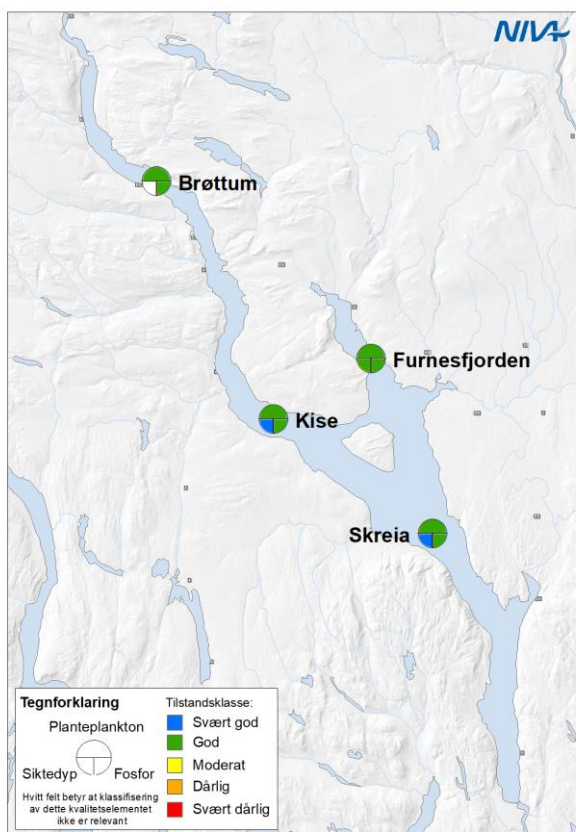 NIVA
Brøttum
Furnesfjorden
Kise
Skreia
Tegnforklaring
Planteplankton
Siktedyp
Fosfor
Hvitt felt betyr at klassifisering
av dette kvalitetselementet
ikke er relevant
Tilstandsklasse:
Svært god
God
Moderat
Dårlig
Svært dårlig